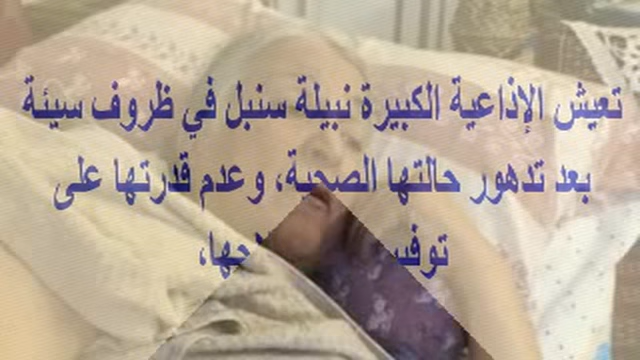 تعيش الإذاعية الكبيرة نبيلة سنبل في ظروف سيئة
بعد تدهور حالتها الصحية، وعدم قدرتها على